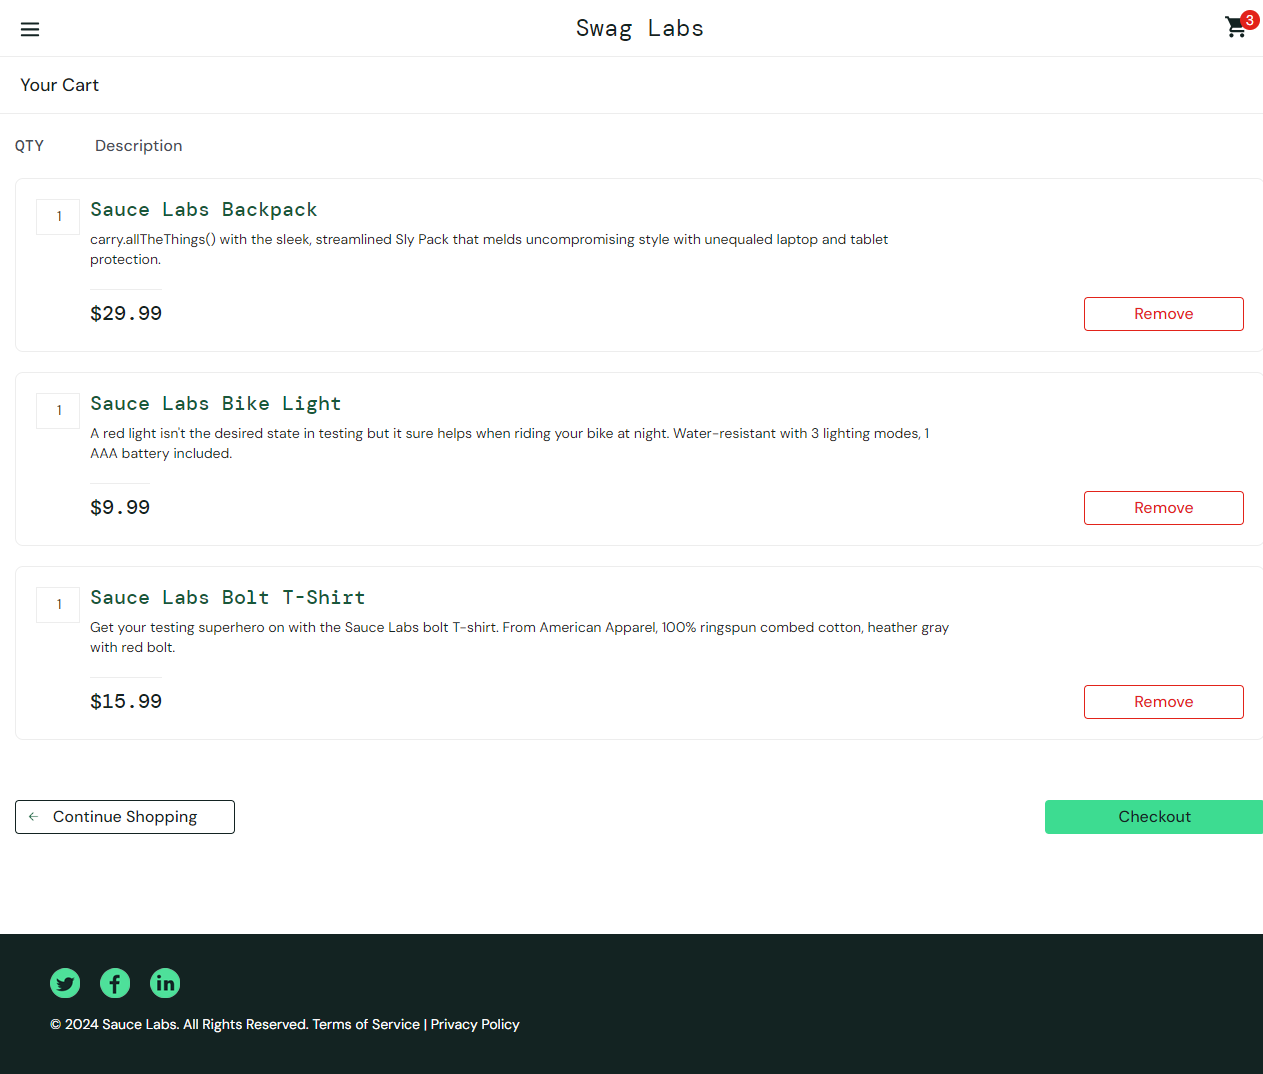 Swag Labs
3
Your Cart
QTY Description
1 Sauce Labs Backpack
carry.allTheThings() with the sleek, streamlined Sly Pack that melds uncompromising style with unequaled laptop and tablet
protection.
$29.99
Remove
1 Sauce Labs Bike Light
A red light isn't the desired state in testing but it sure helps when riding your bike at night. Water-resistant with 3 lighting modes, 1
AAA battery included.
$9.99
Remove
1 Sauce Labs Bolt T-Shirt
Get your testing superhero on with the Sauce Labs bolt T-shirt. From American Apparel, 100% ringspun combed cotton, heather gray
with red bolt.
$15.99
Remove
Continue Shopping
Checkout
© 2024 Sauce Labs. All Rights Reserved. Terms of Service | Privacy Policy